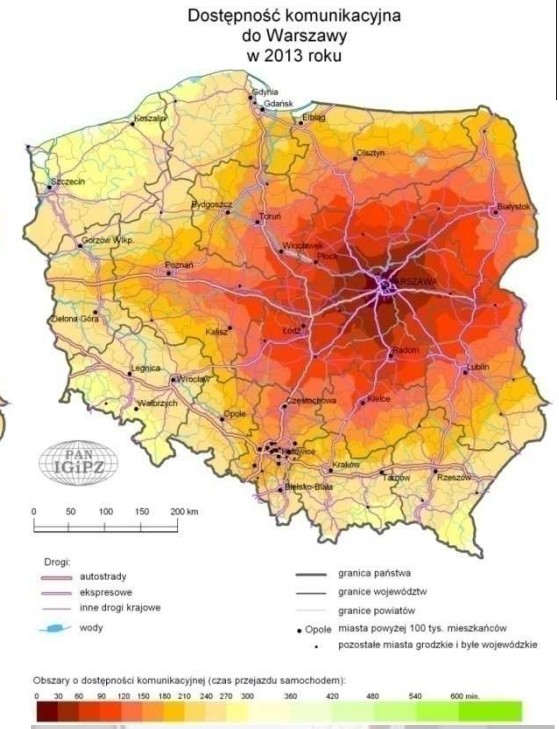 Dostępność komunikacyjna
do Warszawy
w 2013 roku
Gdynia
Gdańsk
Koszalin
Elbląg
Olsztyn
Szczecin
Białystok
Bydgoszcz
Toruń
Gorzów Wlkp.
Włocławek
Płock
Poznań
WARSZAWA
Zielona Góra
Kalisz
Łódź
Radom
Legnica
Wrocław
Lublin
Wałbrzych
Częstochowa
Kielce
Opole
Katowice
Kraków
Tarnów
Rzeszów
Bielsko-Biała
PAN
IGiPZ
0 50 100 150 200 km
Drogi:
autostrady
ekspresowe
inne drogi krajowe
wody
granica państwa
granice województw
granice powiatów
Opole miasta powyżej 100 tys. mieszkańców
pozostałe miasta grodzkie i byłe wojewódzkie
Obszary o dostępności komunikacyjnej (czas przejazdu samochodem):
0 30 60 90 120 150 180 210 240 270 300 360 420 480 540 600 min.